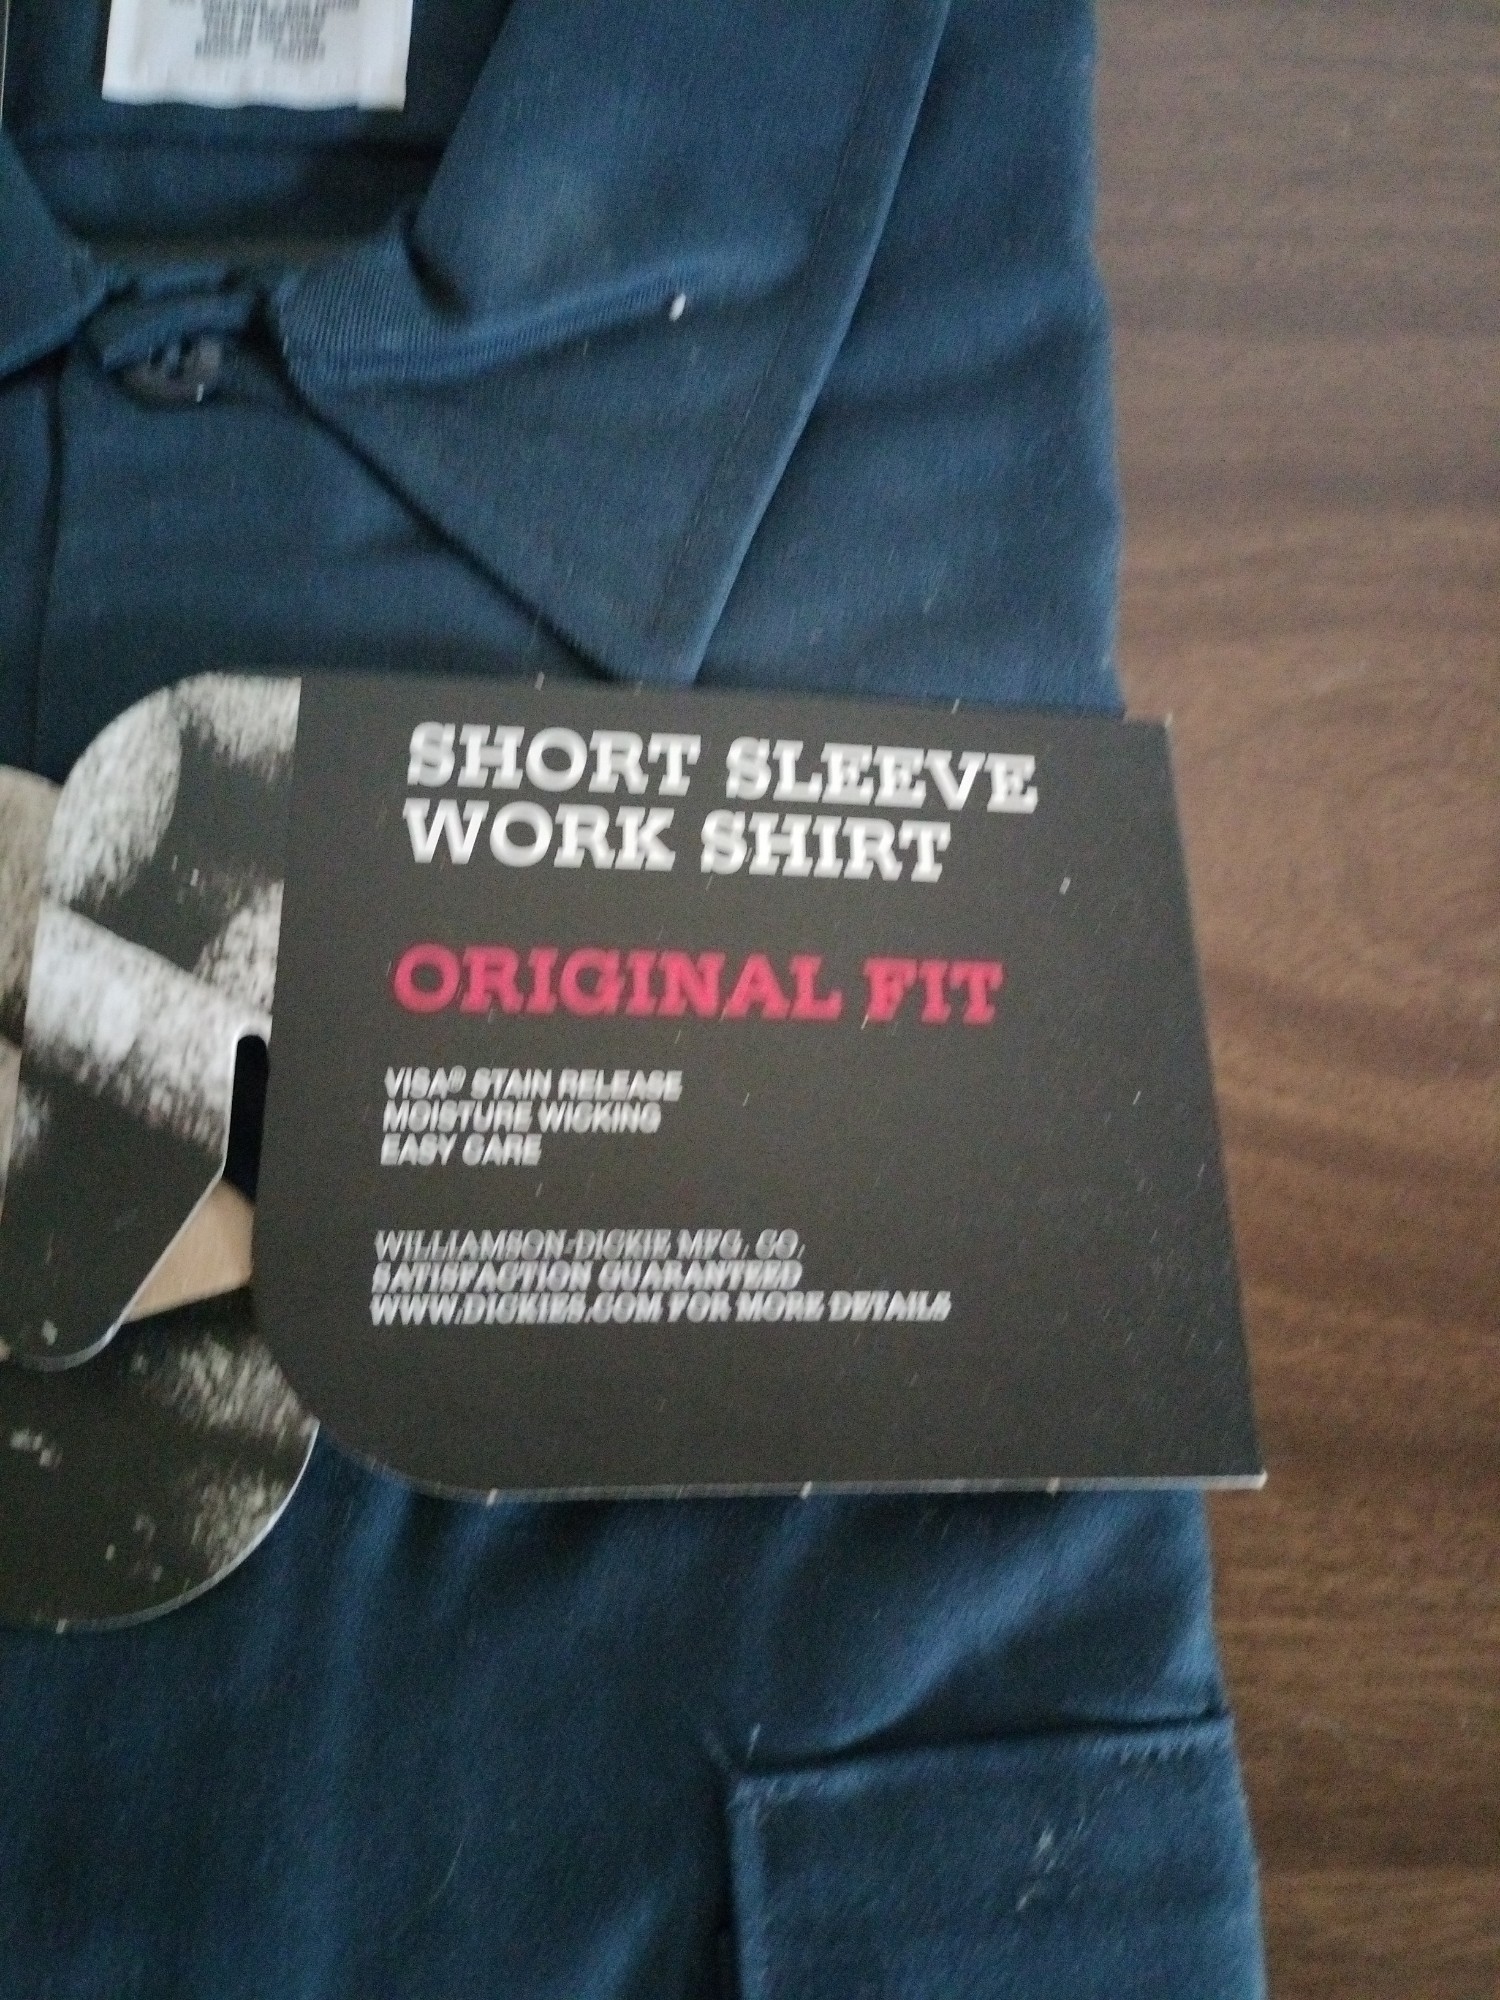 SHORT SLEEVE
WORK SHIRT
ORIGINAL FIT
VISA® STAIN RELEASE
MOISTURE WICKING
EASY CARE
WILLIAMSON-DICKIE MFG. CO.
SATISFACTION GUARANTEED
WWW.DICKIES.COM FOR MORE DETAILS